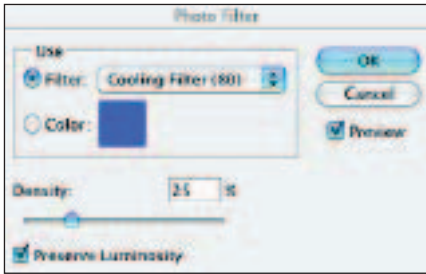 Photo Filter
Use
Filter: Cooling Filter (80)
Color:
OK
Cancel
Preview
Density: 25 %
Preserve Luminosity